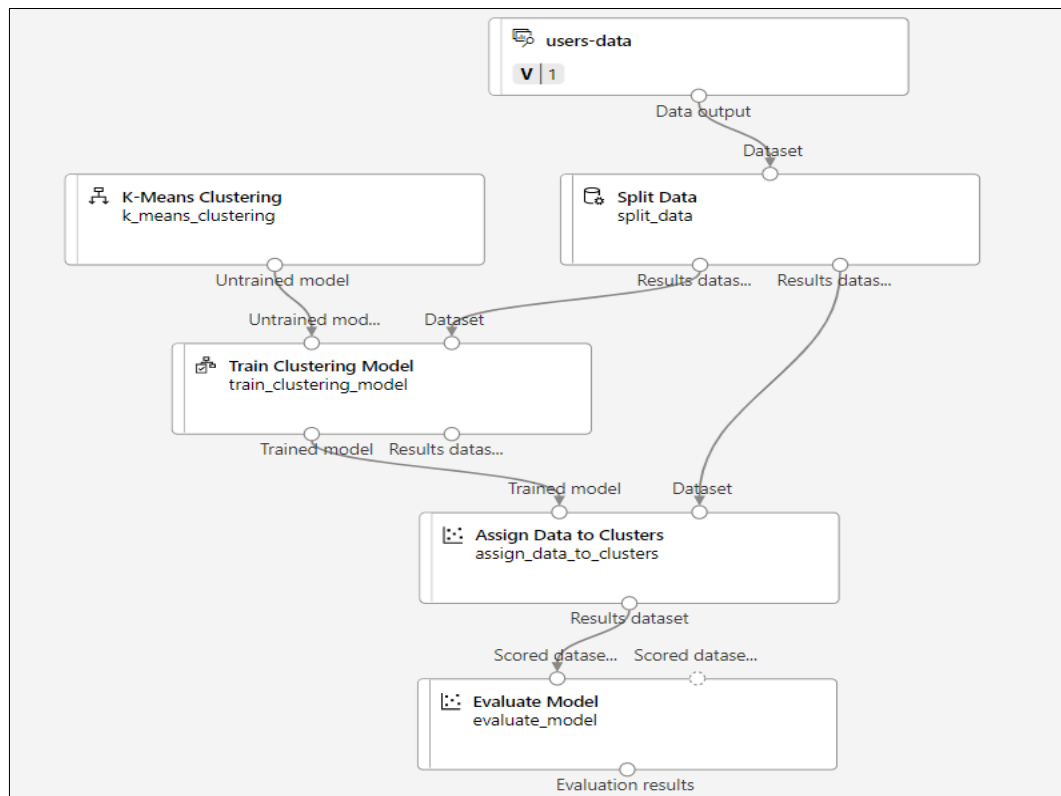 users-data
V | 1
Data output
Dataset
K-Means Clustering
k_means_clustering
Split Data
split_data
Untrained model
Results datas...
Results datas...
Untrained mod...
Dataset
Train Clustering Model
train_clustering_model
Trained model
Results datas...
Trained model
Dataset
Assign Data to Clusters
assign_data_to_clusters
Results dataset
Scored datase...
Scored datase...
Evaluate Model
evaluate_model
Evaluation results